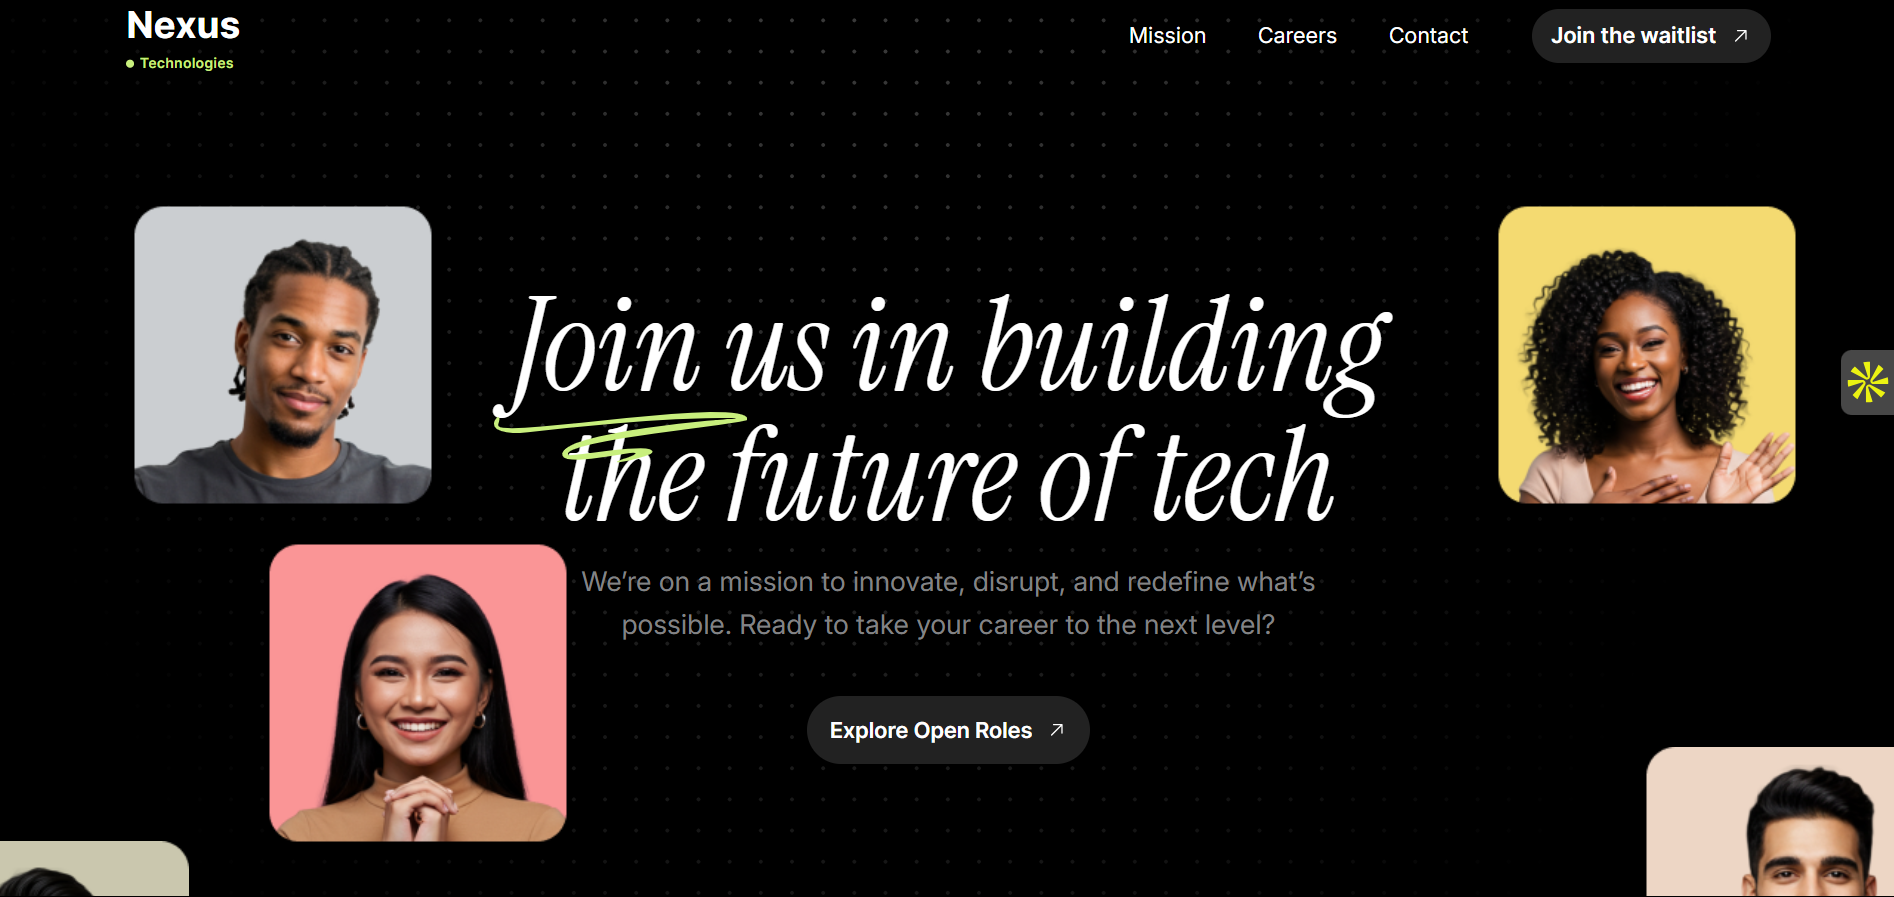 Nexus
Technologies
Mission
Careers
Contact
Join the waitlist
Join us in building
the future of tech
We’re on a mission to innovate, disrupt, and redefine what’s
possible. Ready to take your career to the next level?
Explore Open Roles